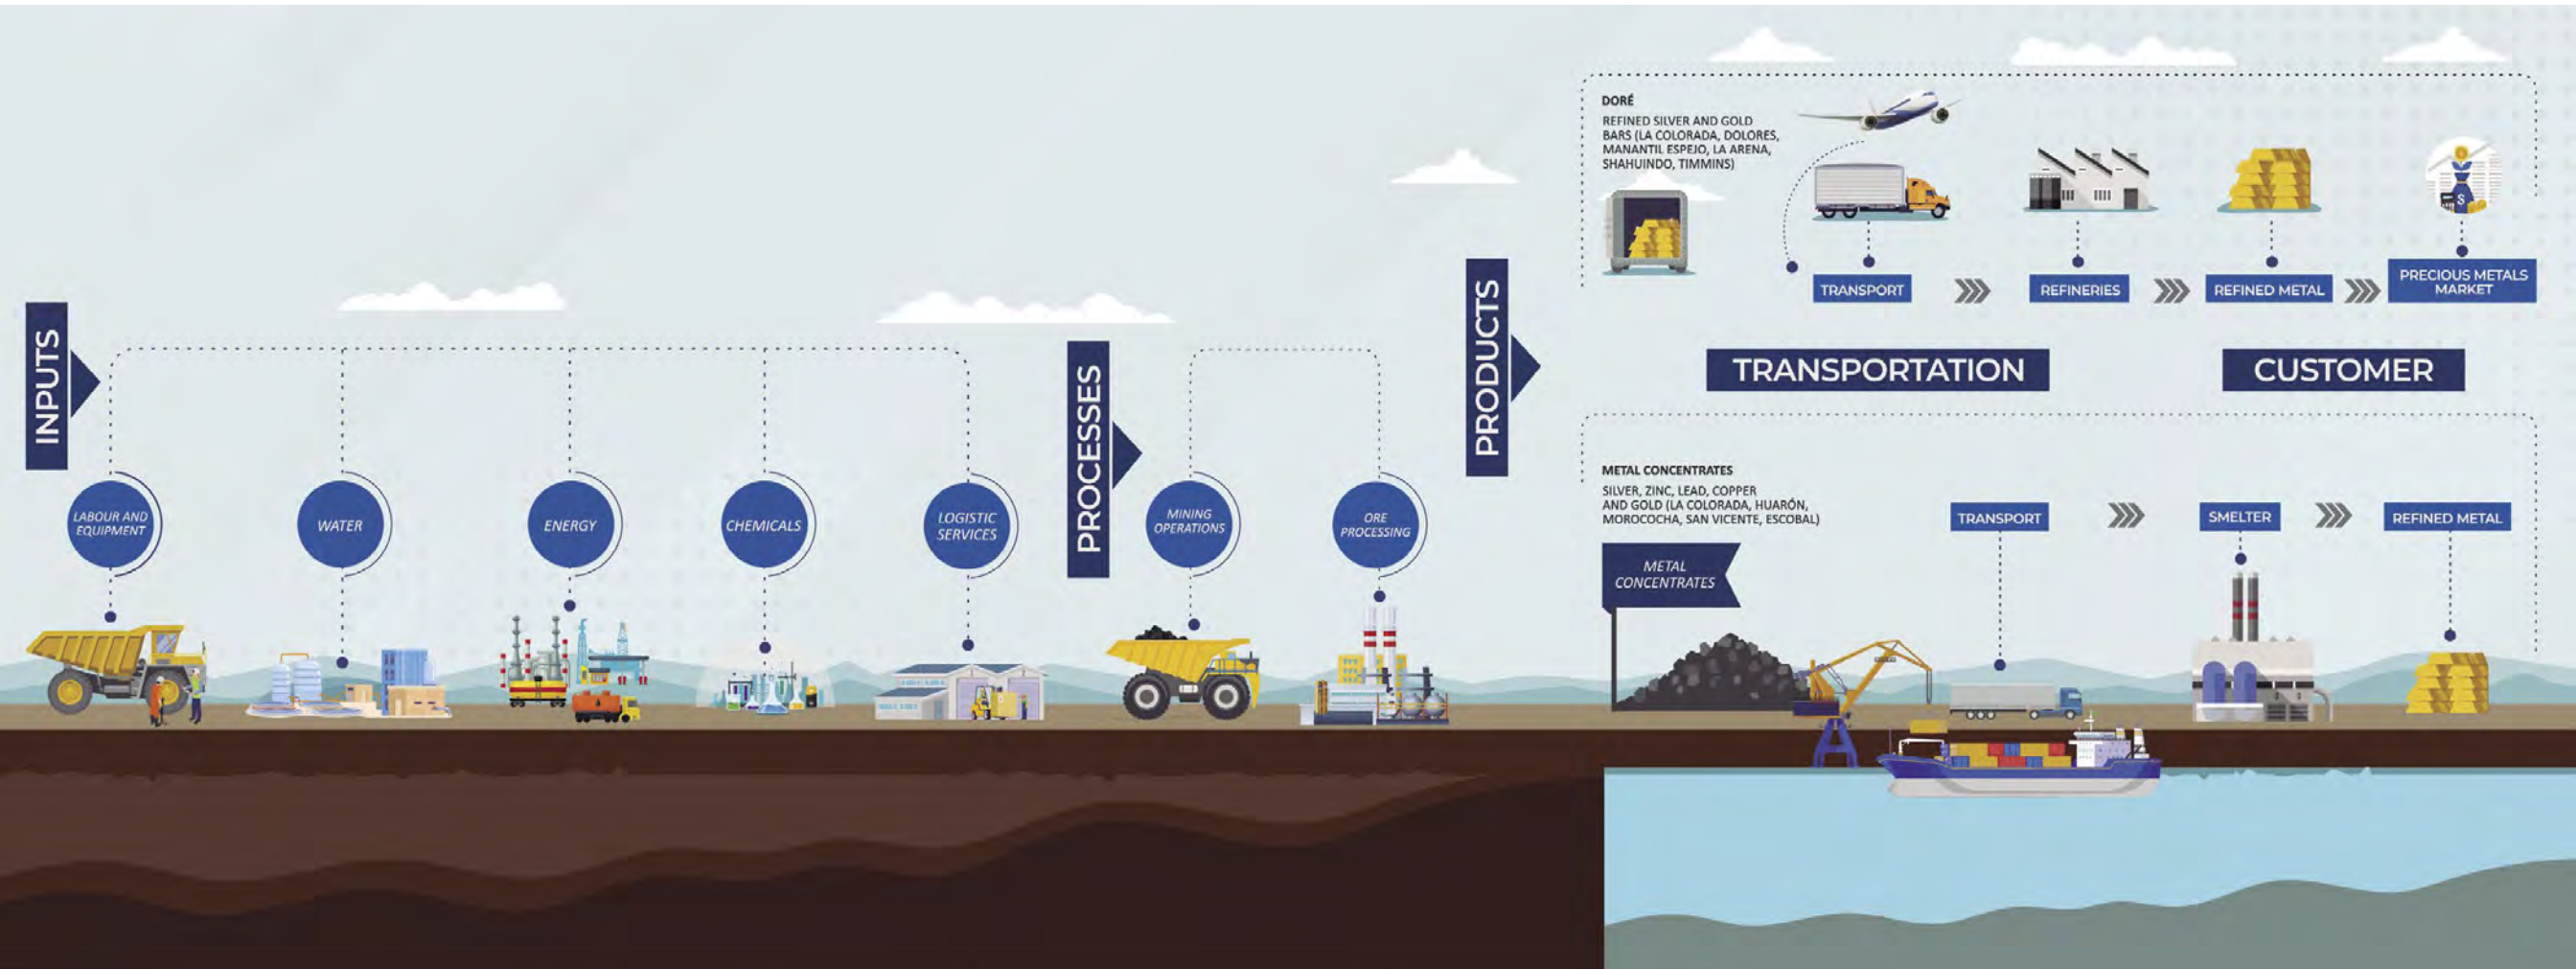 INPUTS
LABOUR AND
EQUIPMENT
WATER
ENERGY
CHEMICALS
LOGISTIC
SERVICES
PROCESSES
MINING
OPERATIONS
ORE
PROCESSING
PRODUCTS
DORÉ
REFINED SILVER AND GOLD
BARS (LA COLORADA, DOLORES,
MANANTIL ESPEJO, LA ARENA,
SHAHUINDO, TIMMINS)
TRANSPORT
REFINERIES
REFINED METAL
PRECIOUS METALS
MARKET
TRANSPORTATION
CUSTOMER
METAL CONCENTRATES
SILVER, ZINC, LEAD, COPPER
AND GOLD (LA COLORADA, HUARÓN,
MOROCOCHA, SAN VICENTE, ESCOBAL)
METAL
CONCENTRATES
TRANSPORT
SMELTER
REFINED METAL